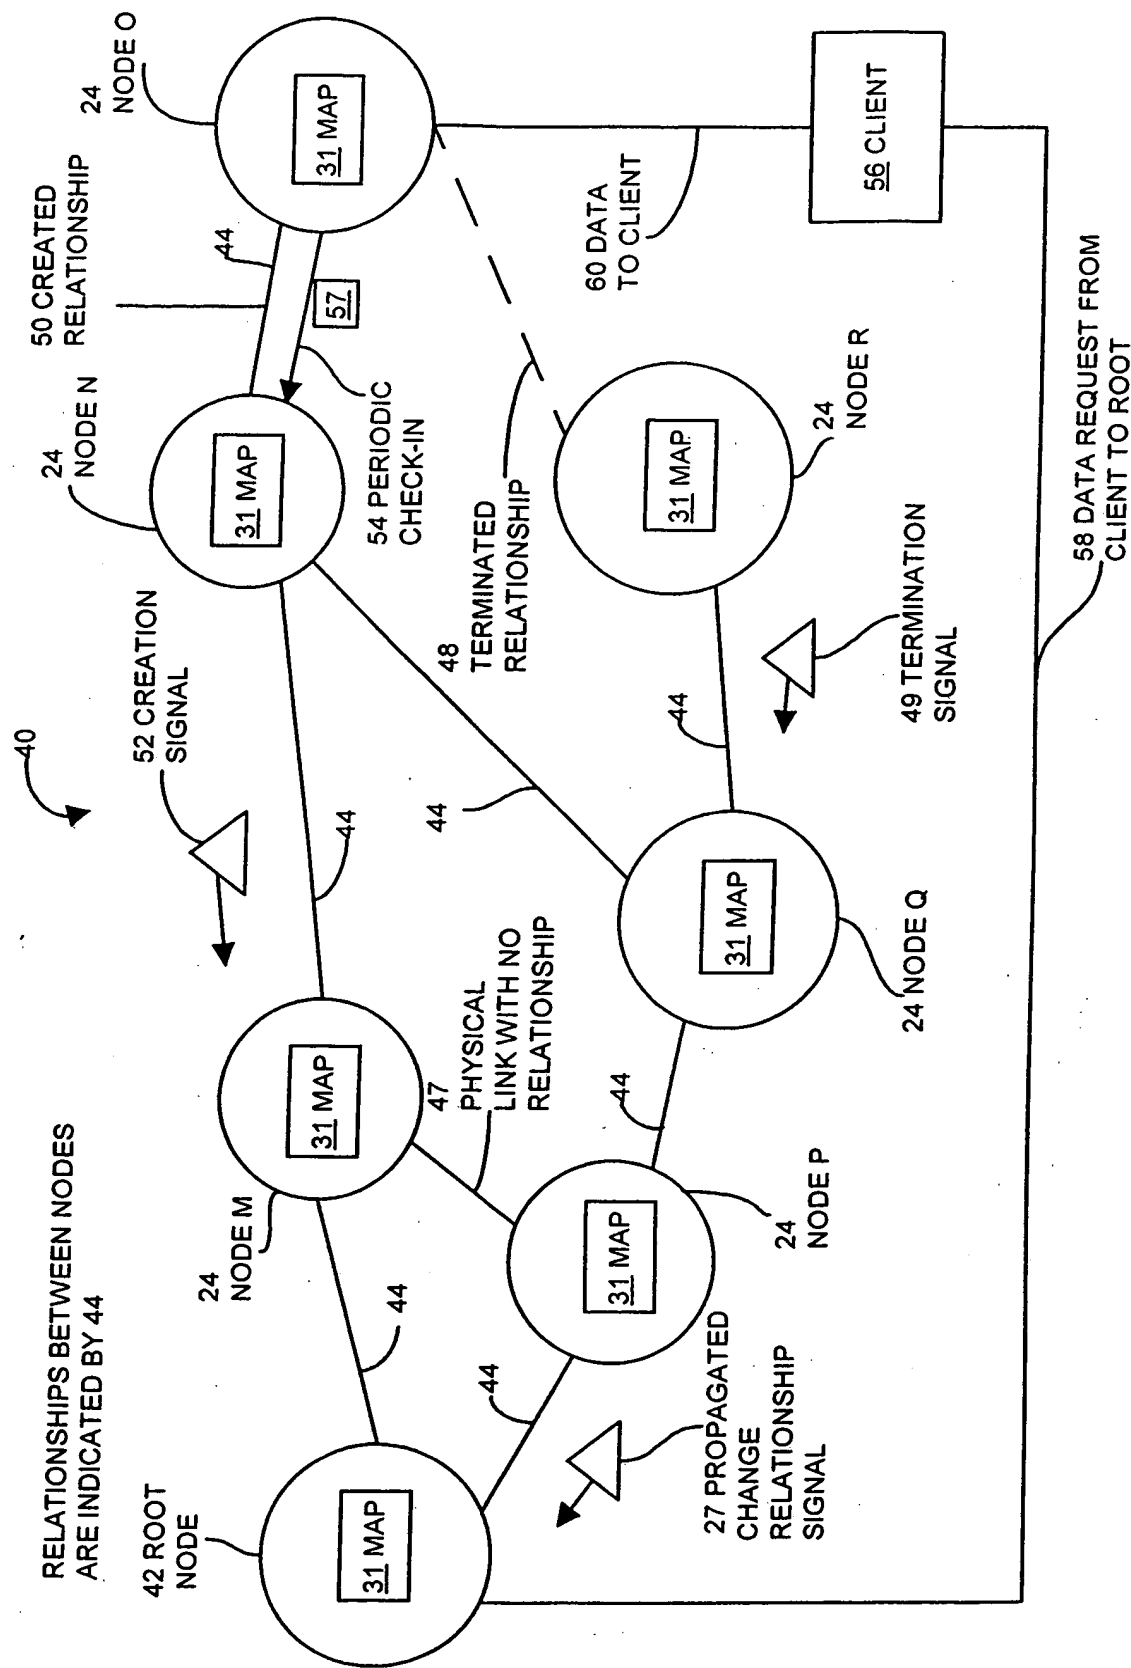 RELATIONSHIPS BETWEEN NODES
ARE INDICATED BY 44
40
42 ROOT
NODE
31 MAP
24
NODE M
31 MAP
44
52 CREATION
SIGNAL
44
24
NODE N
31 MAP
50 CREATED
RELATIONSHIP
44
24
NODE O
31 MAP
57
54 PERIODIC
CHECK-IN
47
PHYSICAL
LINK WITH NO
RELATIONSHIP
44
48
TERMINATED
RELATIONSHIP
60 DATA
TO CLIENT
44
27 PROPAGATED
CHANGE
RELATIONSHIP
SIGNAL
31 MAP
24
NODE P
44
31 MAP
24 NODE Q
44
49 TERMINATION
SIGNAL
31 MAP
24
NODE R
56 CLIENT
58 DATA REQUEST FROM
CLIENT TO ROOT